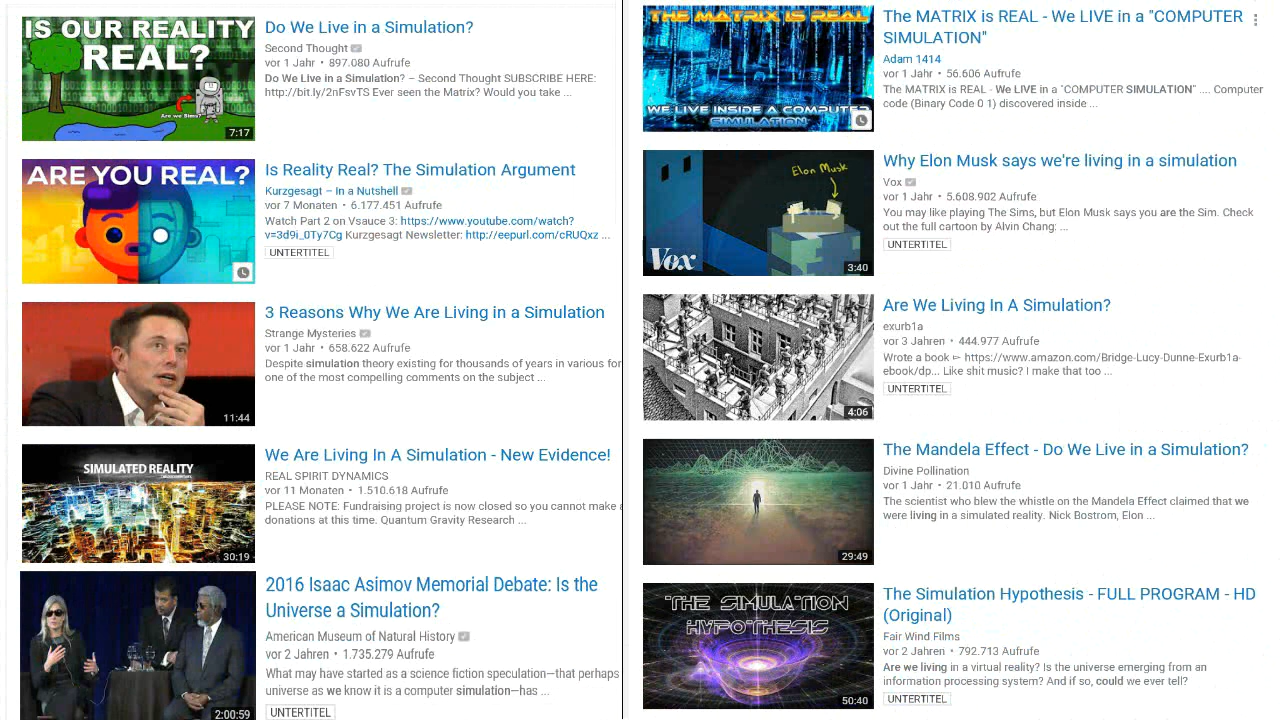 IS OUR REALITY
REAL?
Are we Sims?
7:17
Do We Live in a Simulation?
Second Thought
vor 1 Jahr • 897.080 Aufrufe
Do We Live in a Simulation? – Second Thought SUBSCRIBE HERE:
http://bit.ly/2nFsvTS Ever seen the Matrix? Would you take ...
ARE YOU REAL?
Is Reality Real? The Simulation Argument
Kurzgesagt – In a Nutshell
vor 7 Monaten • 6.177.451 Aufrufe
Watch Part 2 on Vsauce 3: https://www.youtube.com/watch?
v=3d9i_0Ty7Cg Kurzgesagt Newsletter: http://eepurl.com/cRUQxz ...
UNTERTITEL
11:44
3 Reasons Why We Are Living in a Simulation
Strange Mysteries
vor 1 Jahr • 658.622 Aufrufe
Despite simulation theory existing for thousands of years in various for
one of the most compelling comments on the subject ...
SIMULATED REALITY
30:19
We Are Living In A Simulation - New Evidence!
REAL SPIRIT DYNAMICS
vor 11 Monaten • 1.510.618 Aufrufe
PLEASE NOTE: Fundraising project is now closed so you cannot make a
donations at this time. Quantum Gravity Research ...
2:00:59
2016 Isaac Asimov Memorial Debate: Is the
Universe a Simulation?
American Museum of Natural History
vor 2 Jahren • 1.735.279 Aufrufe
What may have started as a science fiction speculation—that perhaps
universe as we know it is a computer simulation—has ...
UNTERTITEL
THE MATRIX IS REAL
WE LIVE INSIDE A COMPUTER
SIMULATION
The MATRIX is REAL - We LIVE in a "COMPUTER
SIMULATION"
Adam 1414
vor 1 Jahr • 56.606 Aufrufe
The MATRIX is REAL - We LIVE in a "COMPUTER SIMULATION" .... Computer
code (Binary Code 0 1) discovered inside ...
Elon Musk
Vox
3:40
Why Elon Musk says we're living in a simulation
Vox
vor 1 Jahr • 5.608.902 Aufrufe
You may like playing The Sims, but Elon Musk says you are the Sim. Check
out the full cartoon by Alvin Chang: ...
UNTERTITEL
4:06
Are We Living In A Simulation?
exurb1a
vor 3 Jahren • 444.977 Aufrufe
Wrote a book ► https://www.amazon.com/Bridge-Lucy-Dunne-Exurb1a-
ebook/dp... Like shit music? I make that too ...
UNTERTITEL
29:49
The Mandela Effect - Do We Live in a Simulation?
Divine Pollination
vor 1 Jahr • 21.010 Aufrufe
The scientist who blew the whistle on the Mandela Effect claimed that we
were living in a simulated reality. Nick Bostrom, Elon ...
THE SIMULATION
HYPOTHESIS
50:40
The Simulation Hypothesis - FULL PROGRAM - HD
(Original)
Fair Wind Films
vor 2 Jahren • 792.713 Aufrufe
Are we living in a virtual reality? Is the universe emerging from an
information processing system? And if so, could we ever tell?
UNTERTITEL